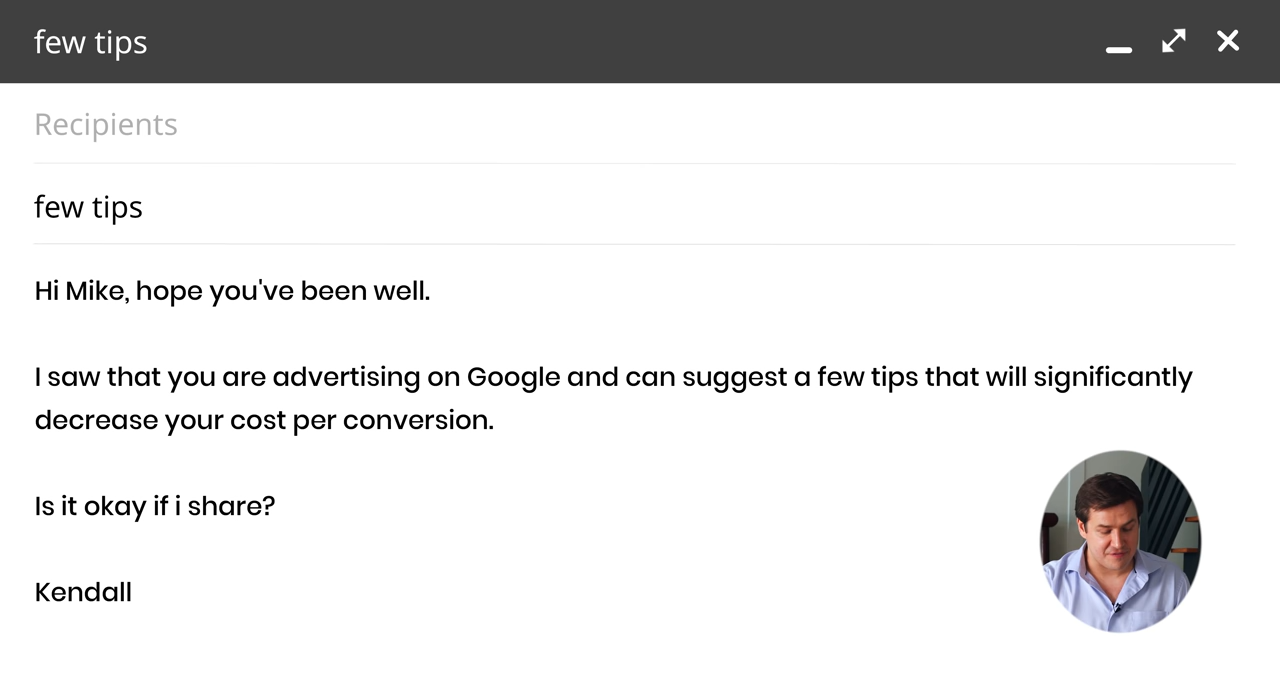 few tips
Recipients
few tips
Hi Mike, hope you've been well.
I saw that you are advertising on Google and can suggest a few tips that will significantly
decrease your cost per conversion.
Is it okay if i share?
Kendall